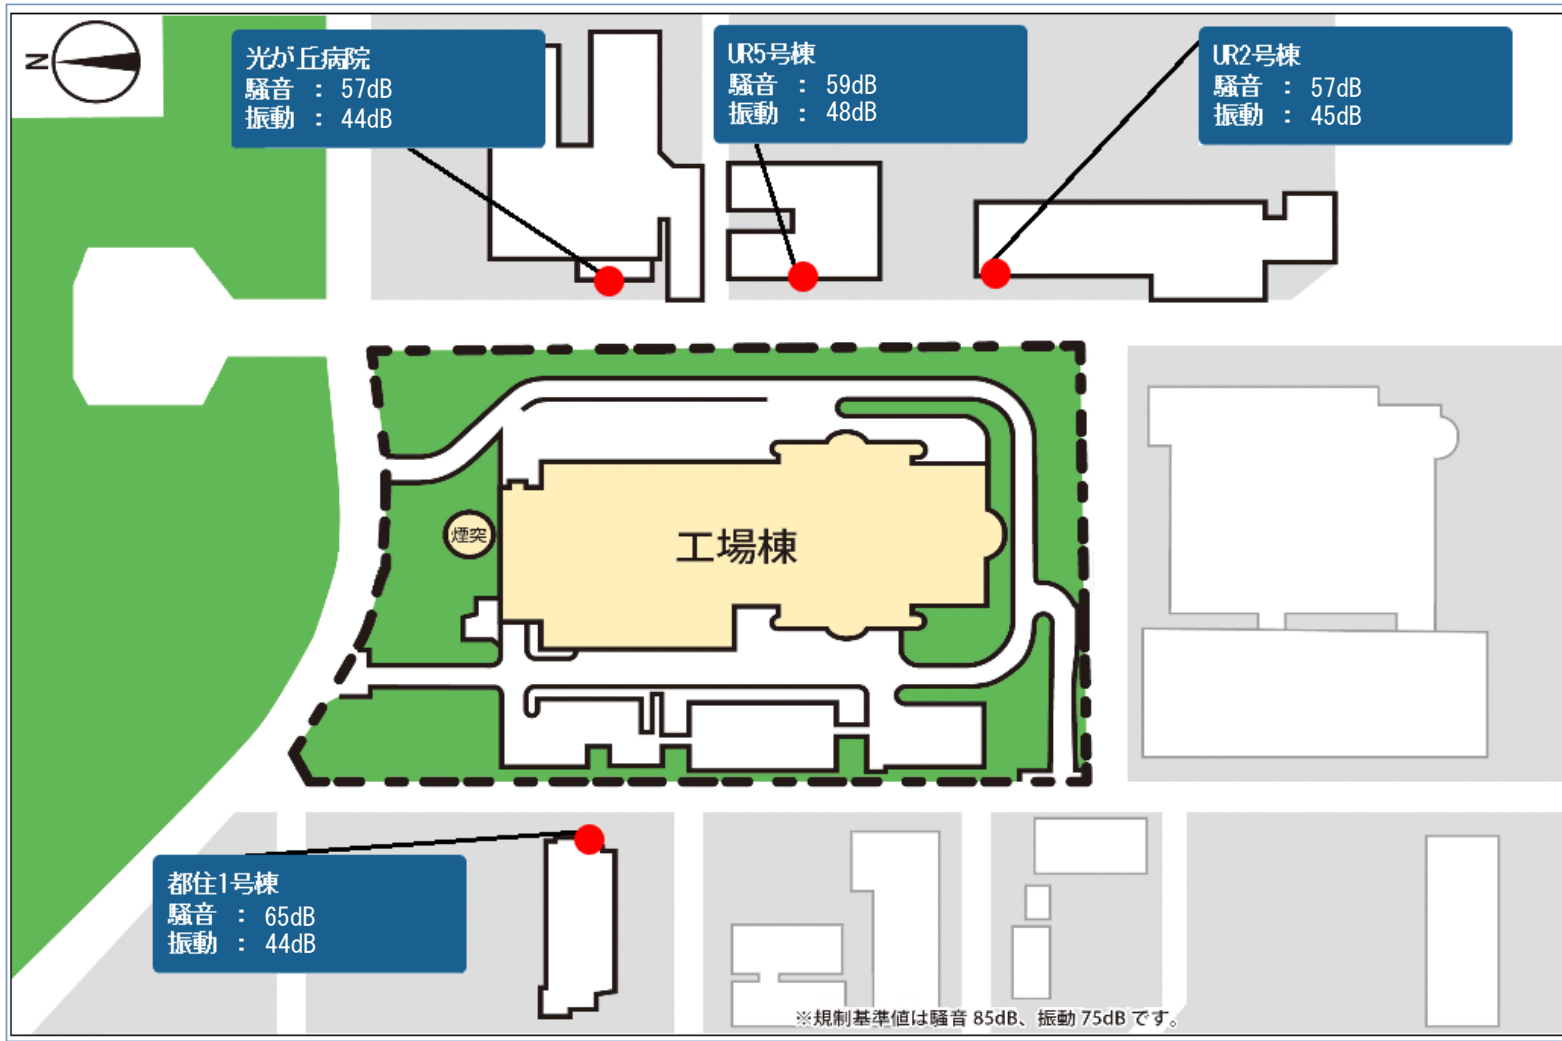 N
光が丘病院
騒音 : 57dB
振動 : 44dB
UR5号棟
騒音 : 59dB
振動 : 48dB
UR2号棟
騒音 : 57dB
振動 : 45dB
煙突
工場棟
都住1号棟
騒音 : 65dB
振動 : 44dB
※規制基準値は騒音 85dB、振動 75dB です。